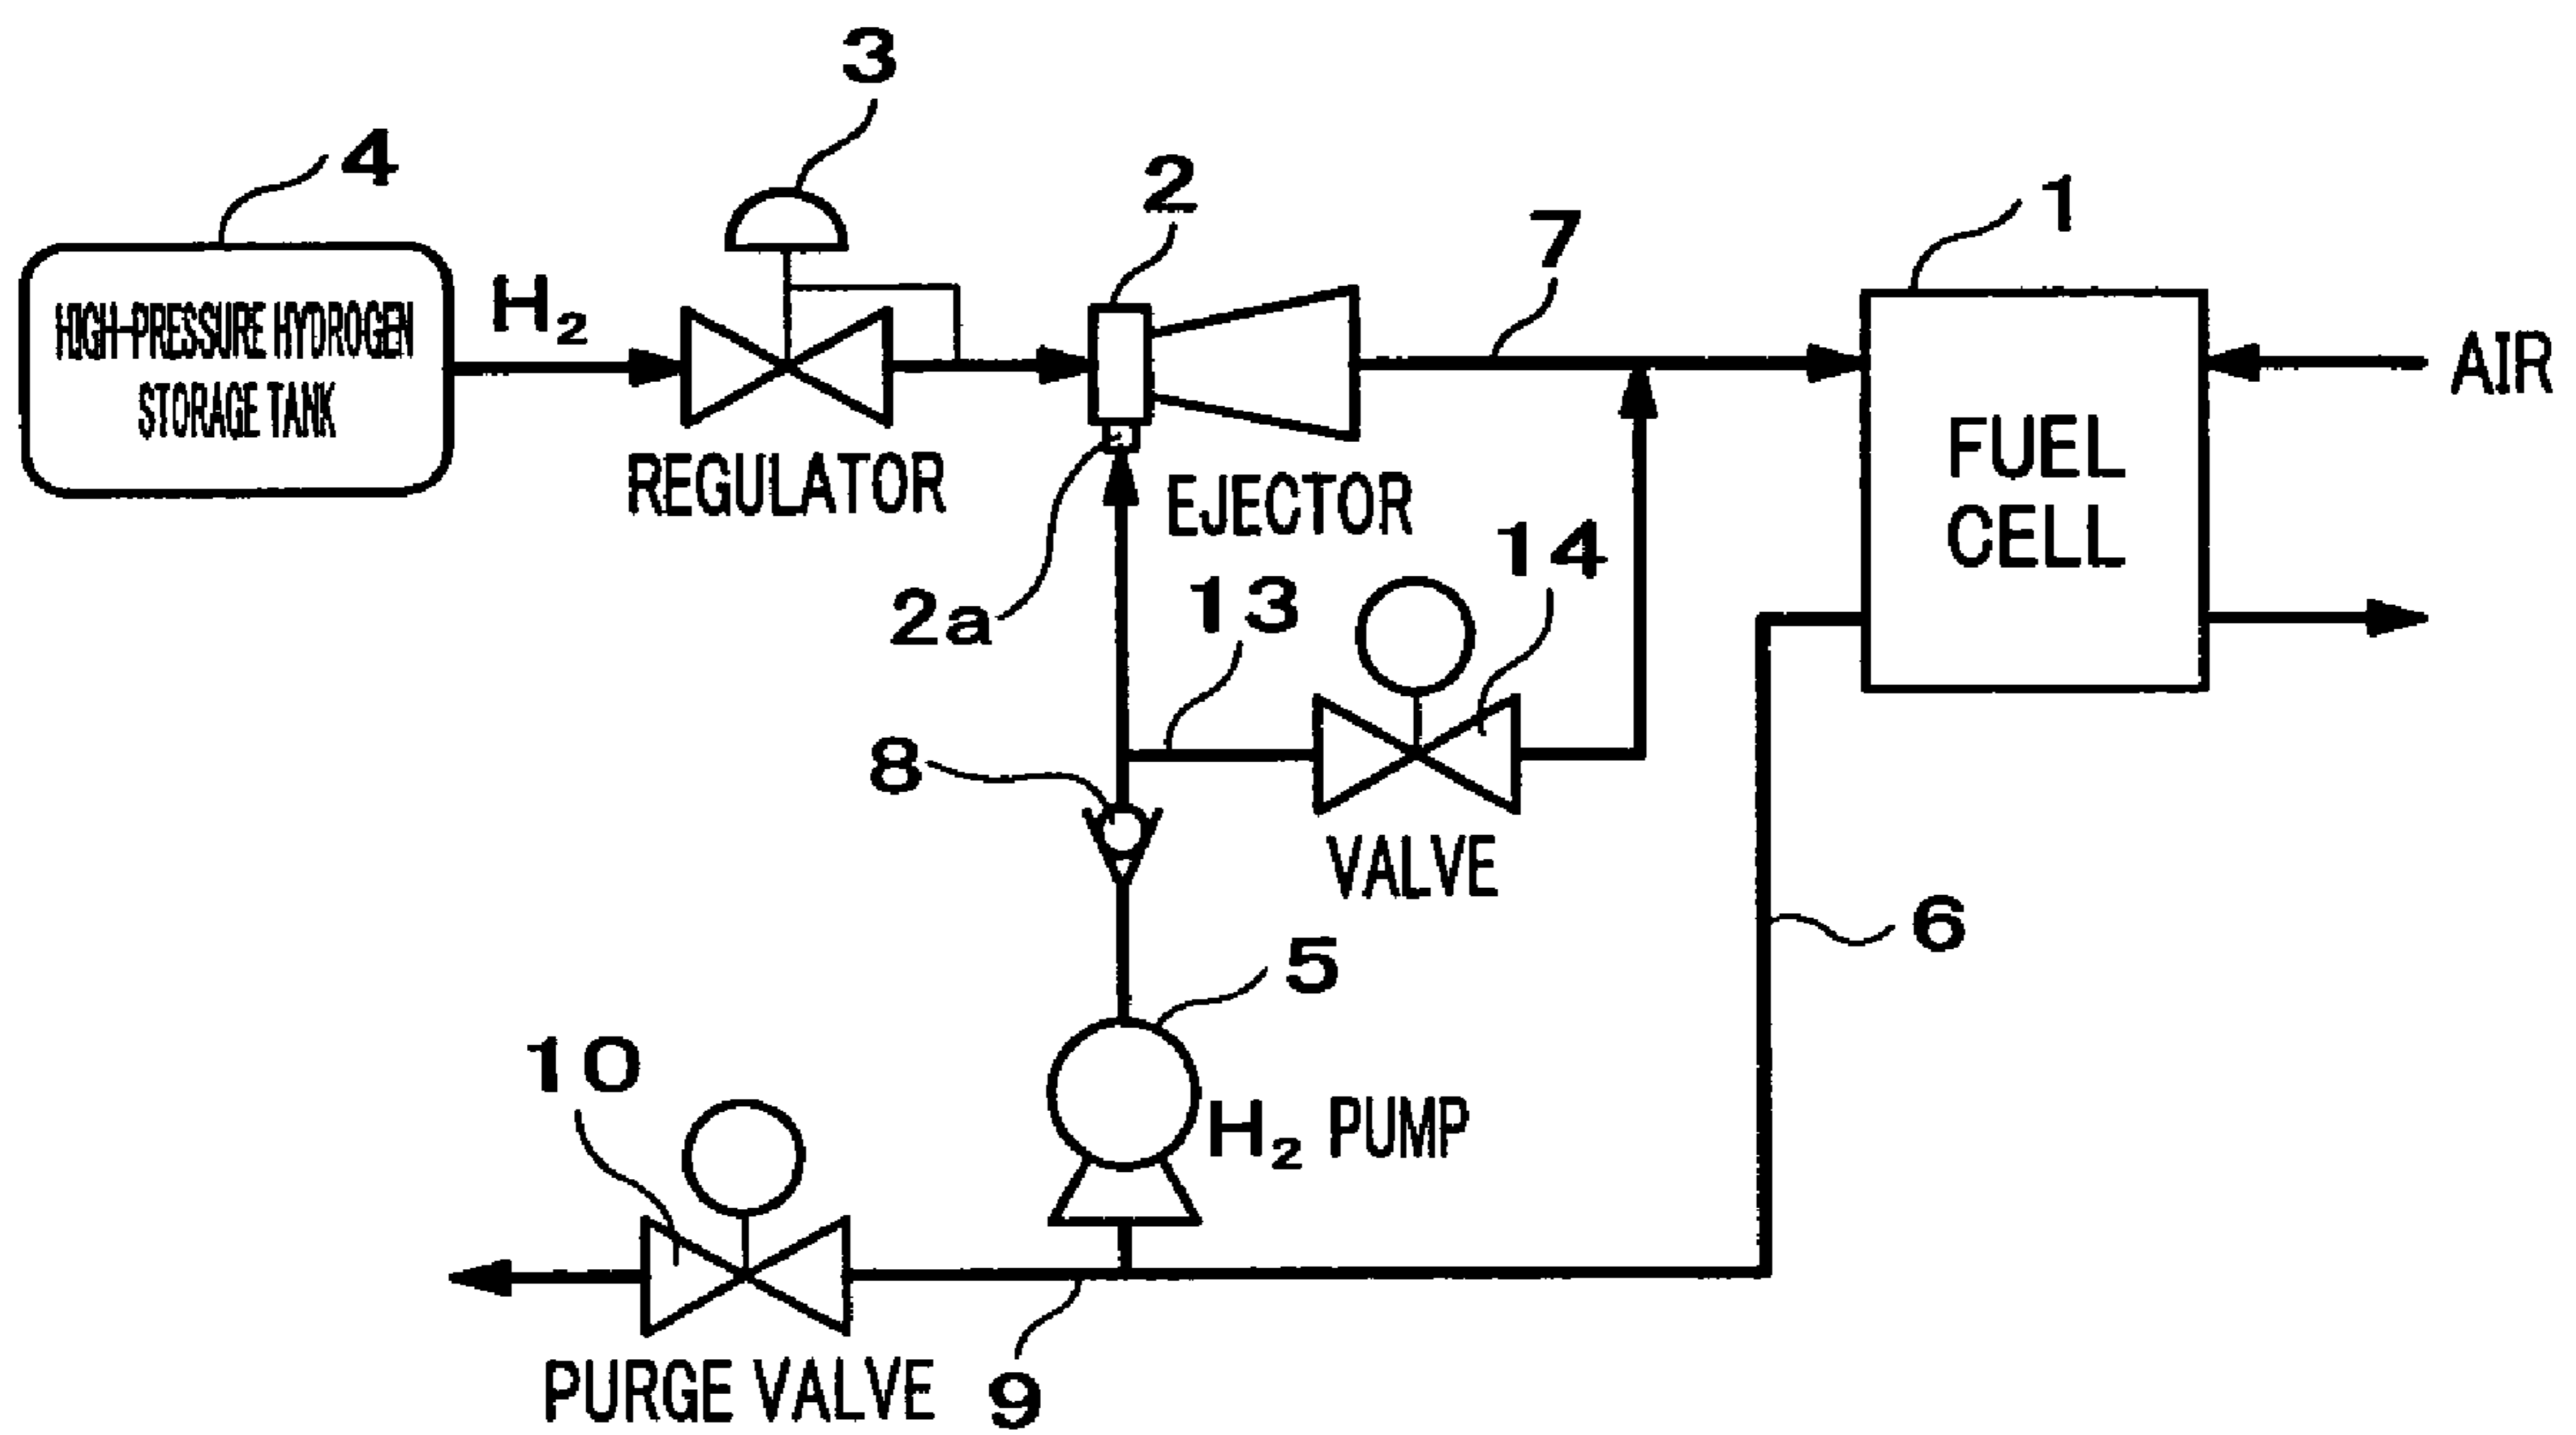 3
4
2
7
1
H₂
HIGH-PRESSURE HYDROGEN
STORAGE TANK
AIR
REGULATOR
EJECTOR
FUEL
CELL
2a
13
14
8
VALVE
6
5
10
H₂ PUMP
PURGE VALVE
9